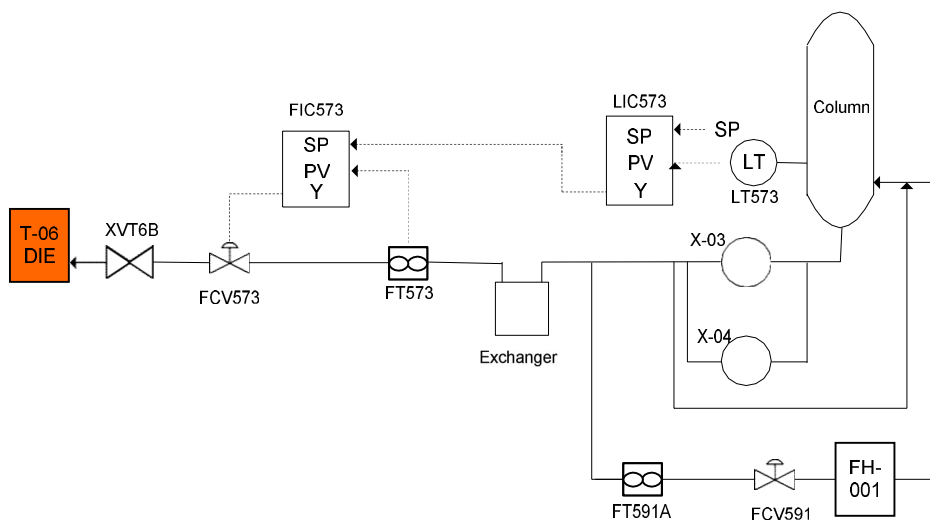 Column
FIC573
LIC573
SP
PV
Y
SP
PV
Y
SP
LT
LT573
T-06
DIE
XVT6B
FCV573
FT573
Exchanger
X-03
X-04
FT591A
FCV591
FH-
001